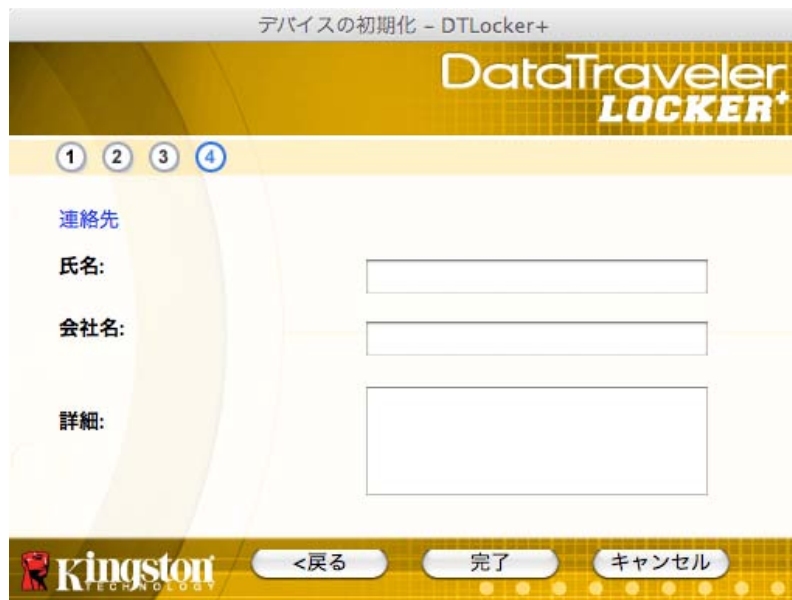 デバイスの初期化 – DTLocker+
DataTraveler
LOCKER+
1 2 3 4
連絡先
氏名:
会社名:
詳細:
Kingston
TECHNOLOGY
<戻る
完了
キャンセル